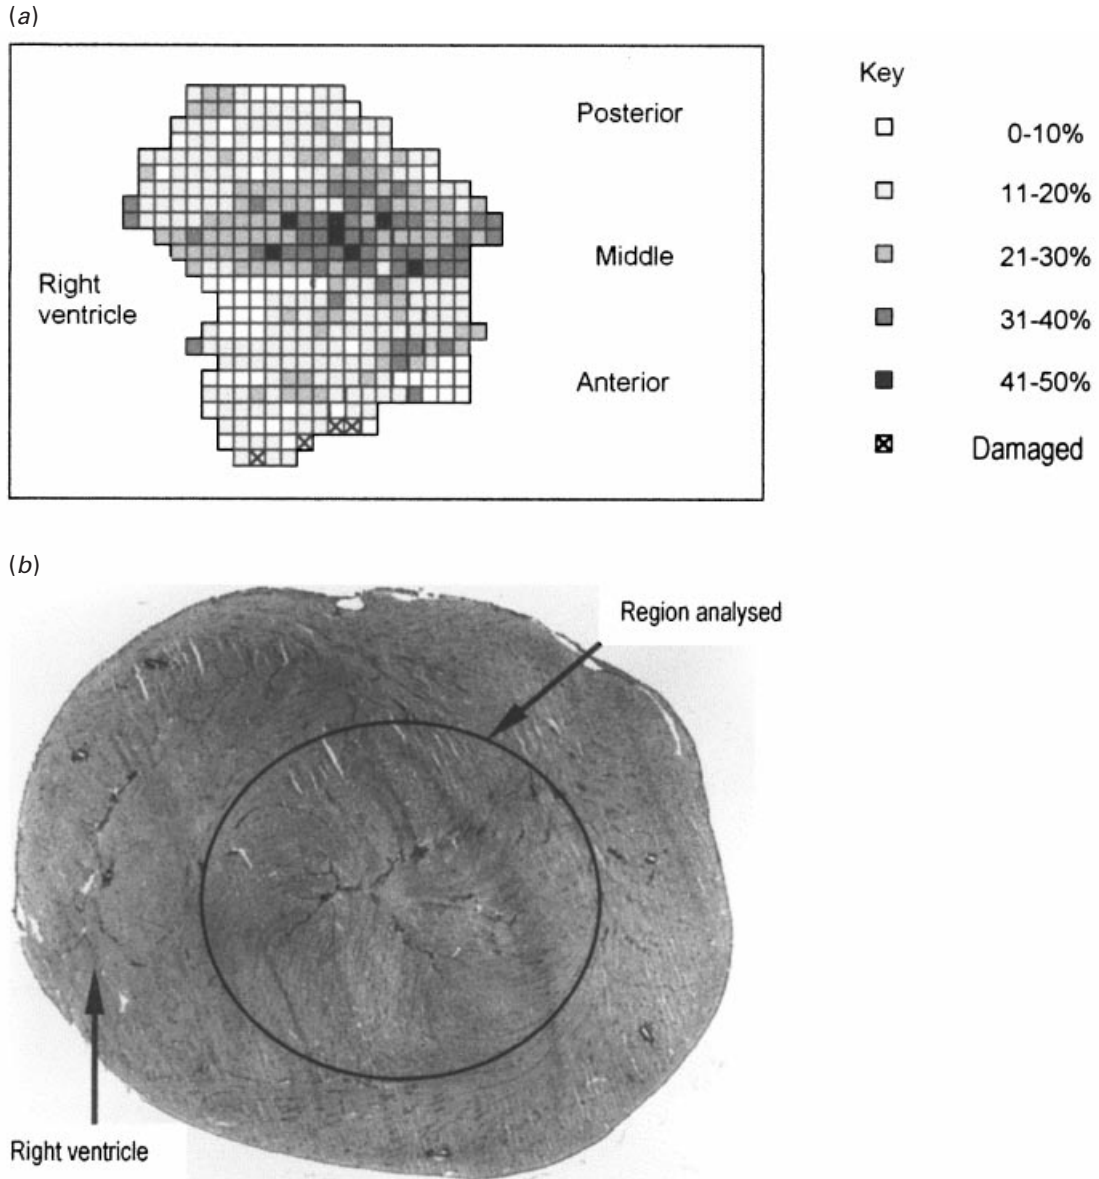 (a)
Posterior
Middle
Right
ventricle
Anterior
Key
0-10%
11-20%
21-30%
31-40%
41-50%
Damaged
(b)
Region analysed
Right ventricle